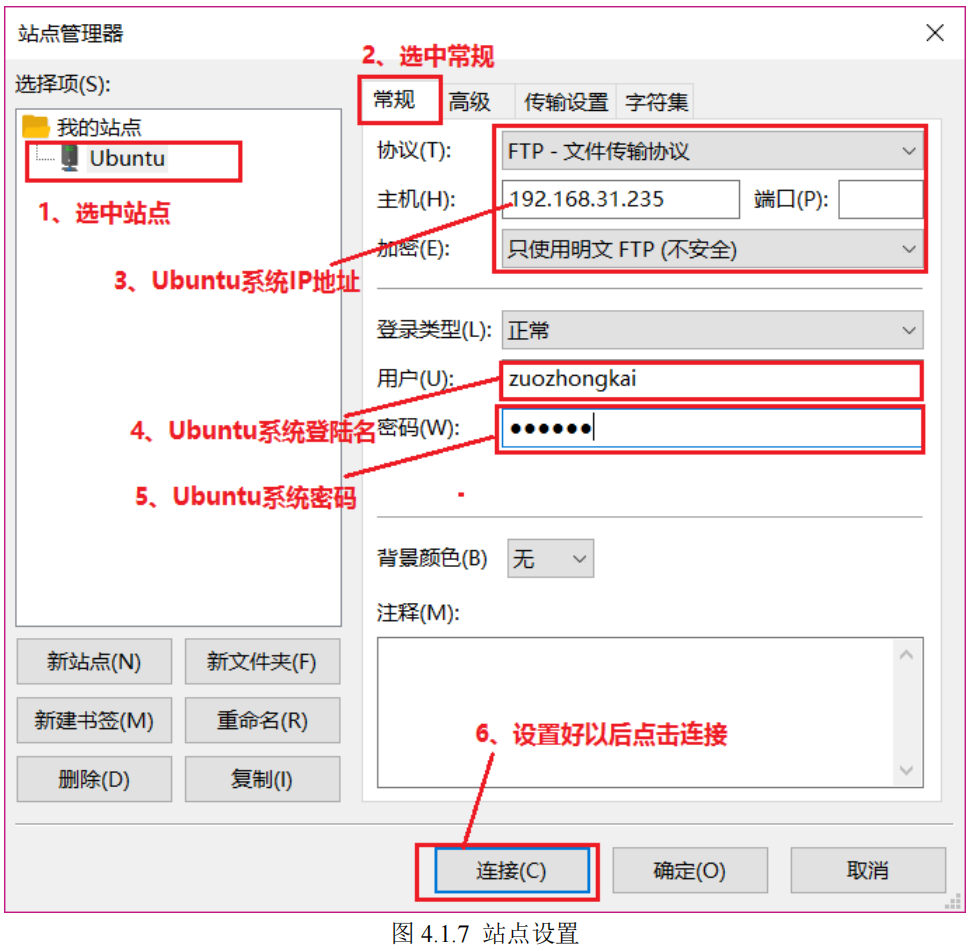 站点管理器
2、选中常规
选择项(S):
常规 高级 传输设置 字符集
我的站点
Ubuntu
1、选中站点
协议(T): FTP - 文件传输协议
主机(H): 192.168.31.235 端口(P):
加密(E): 只使用明文 FTP (不安全)
3、Ubuntu系统IP地址
登录类型(L): 正常
用户(U): zuozhongkai
4、Ubuntu系统登陆名
密码(W): ●●●●●●
5、Ubuntu系统密码
背景颜色(B) 无
注释(M):
新站点(N) 新文件夹(F)
新建书签(M) 重命名(R)
删除(D) 复制(I)
6、设置好以后点击连接
连接(C) 确定(O) 取消
图 4.1.7 站点设置